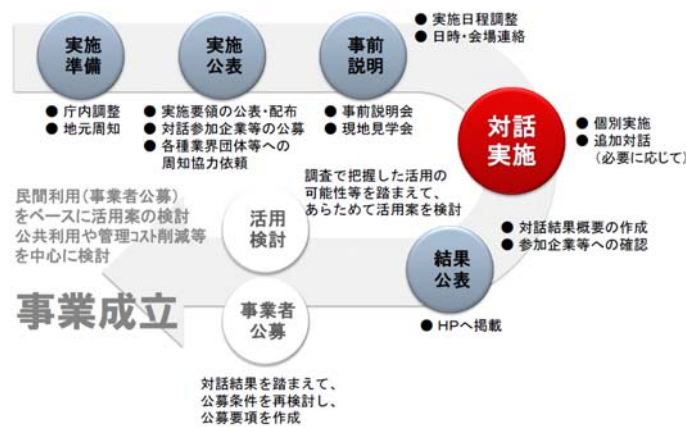 実施
準備
● 庁内調整
● 地元周知
実施
公表
● 実施要領の公表・配布
● 対話参加企業等の公募
● 各種業界団体等への
周知協力依頼
事前
説明
● 事前説明会
● 現地見学会
● 実施日程調整
● 日時・会場連絡
対話
実施
● 個別実施
● 追加対話
(必要に応じて)
● 対話結果概要の作成
● 参加企業等への確認
結果
公表
● HPへ掲載
調査で把握した活用の
可能性等を踏まえて、
あらためて活用案を検討
活用
検討
民間利用(事業者公募)
をベースに活用案の検討
公共利用や管理コスト削減等
を中心に検討
事業者
公募
対話結果を踏まえて、
公募条件を再検討し、
公募要項を作成
事業成立